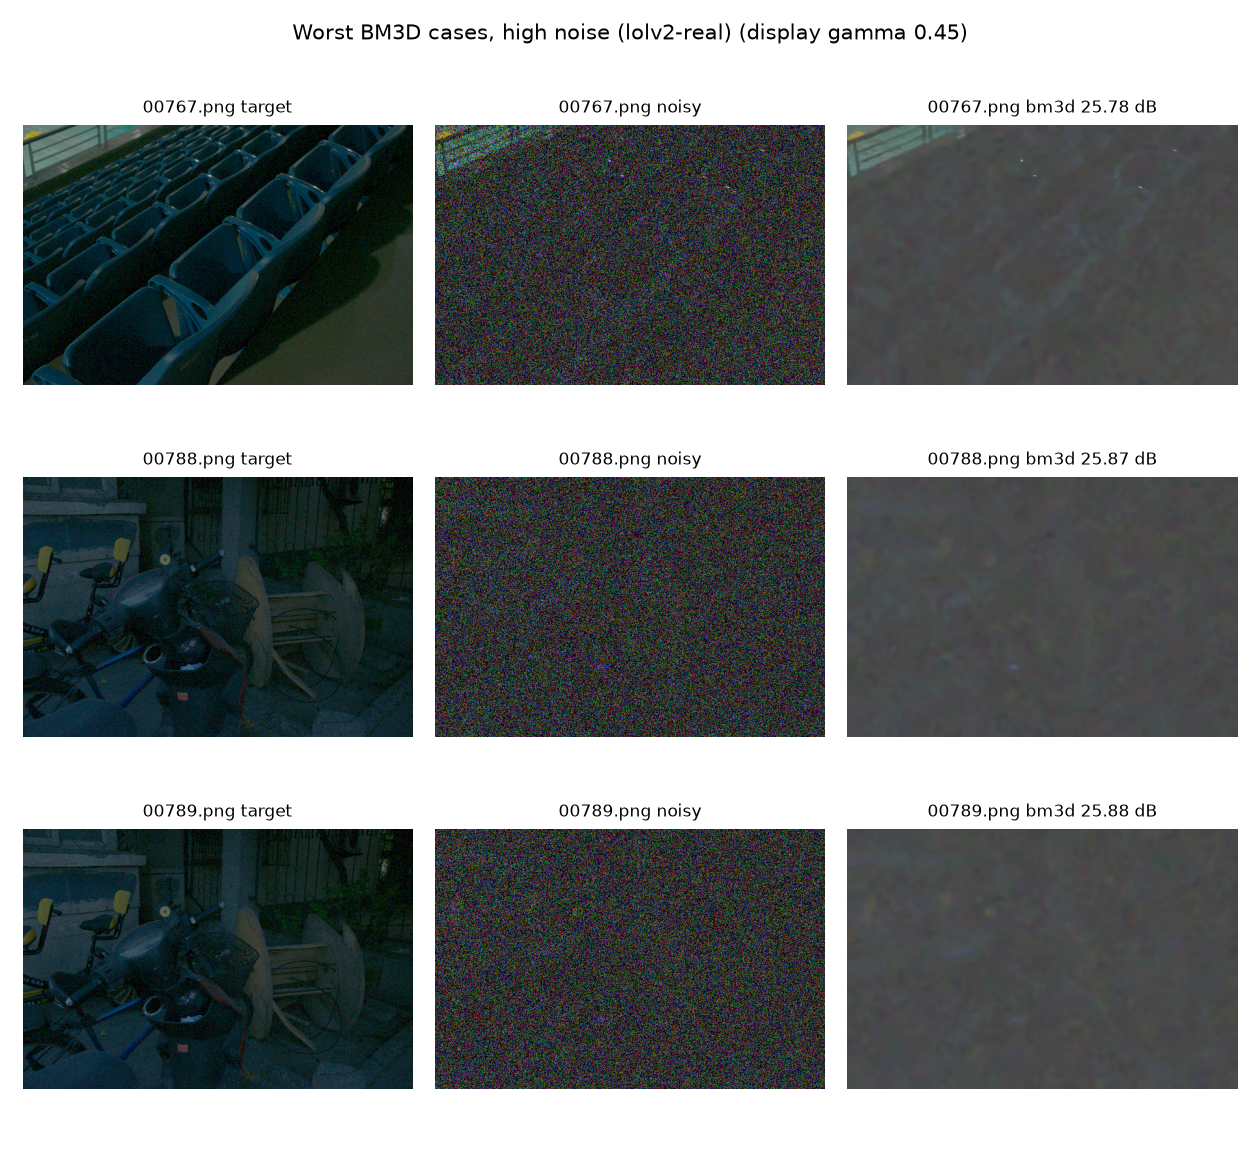 Worst BM3D cases, high noise (lolv2-real) (display gamma 0.45)
00767.png target
00767.png noisy
00767.png bm3d 25.78 dB
00788.png target
00788.png noisy
00788.png bm3d 25.87 dB
00789.png target
00789.png noisy
00789.png bm3d 25.88 dB